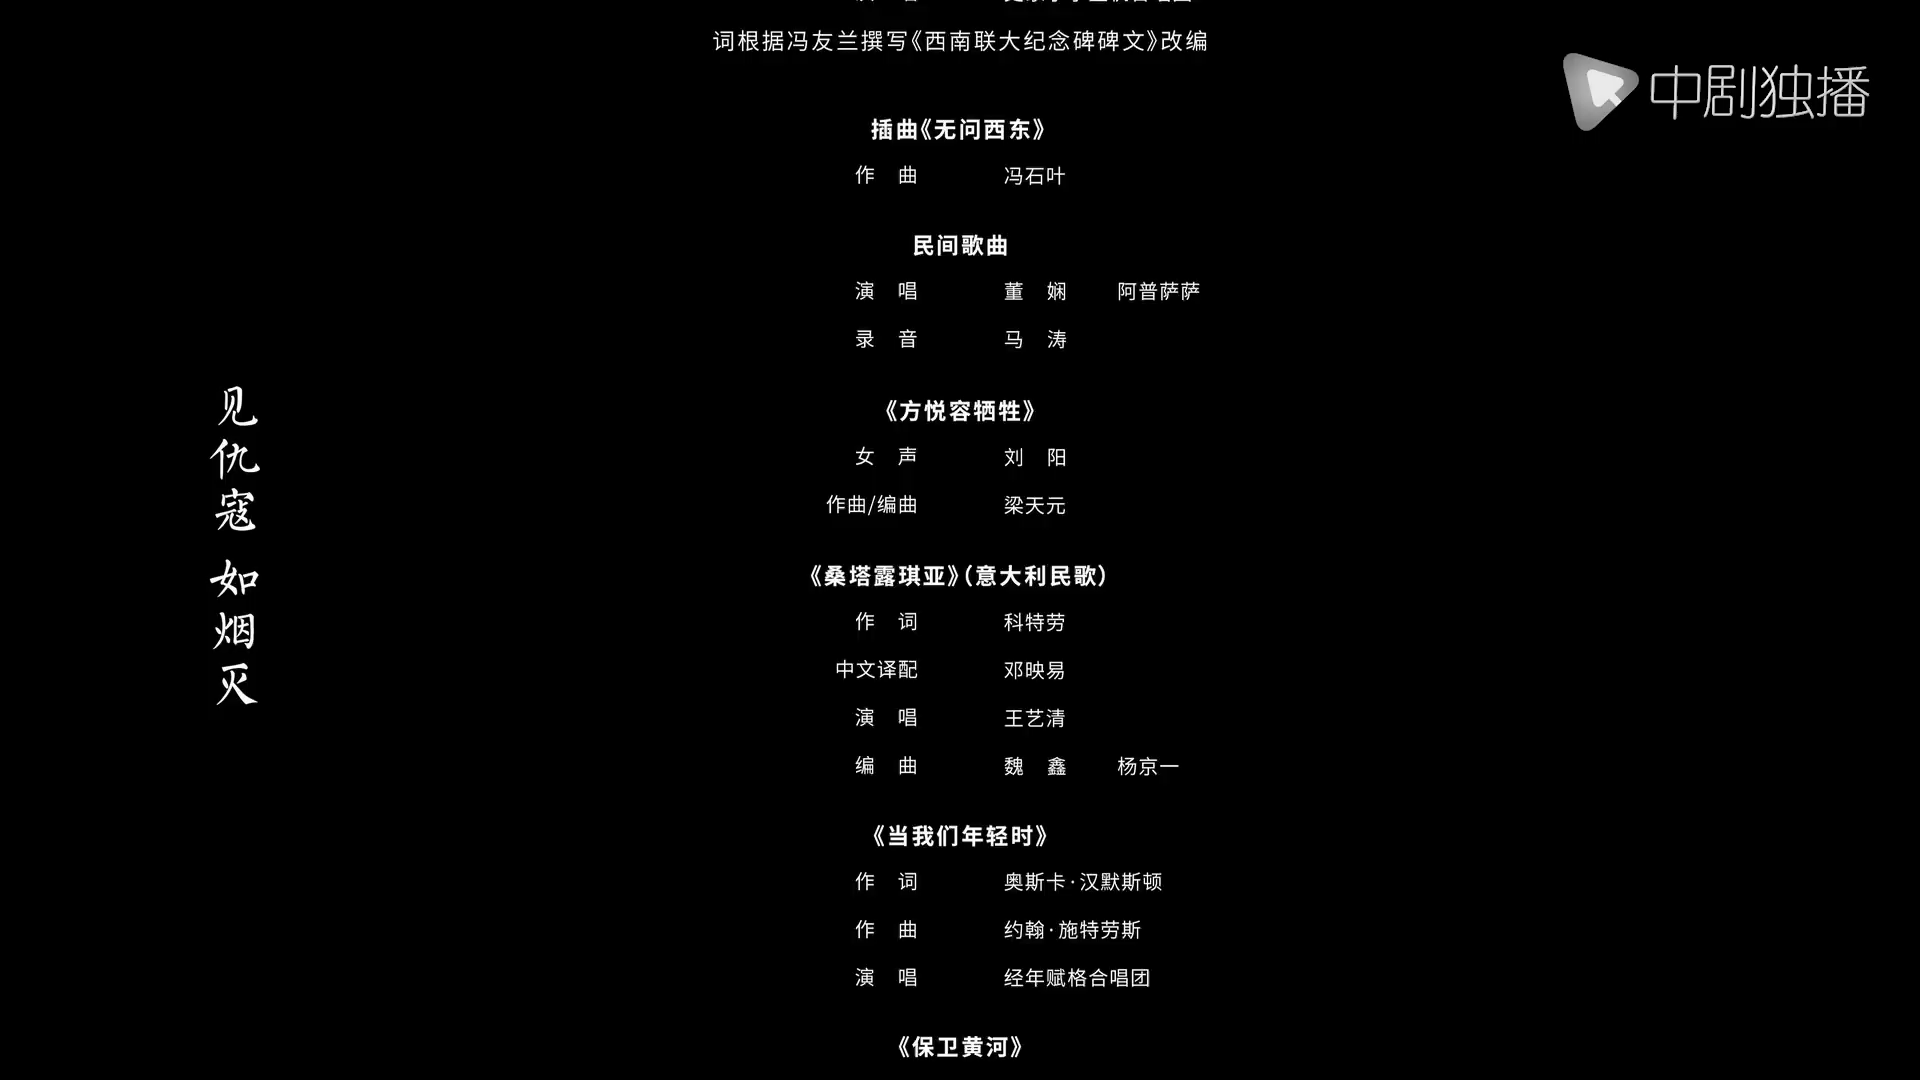 词根据冯友兰撰写《西南联大纪念碑碑文》改编
中剧独播
插曲《无问西东》
作 曲 冯石叶
民间歌曲
演 唱 董 娴 阿普萨萨
录 音 马 涛
《方悦容牺牲》
女 声 刘 阳
作曲/编曲 梁天元
《桑塔露琪亚》(意大利民歌)
作 词 科特劳
中文译配 邓映易
演 唱 王艺清
编 曲 魏 鑫 杨京一
《当我们年轻时》
作 词 奥斯卡·汉默斯顿
作 曲 约翰·施特劳斯
演 唱 经年赋格合唱团
《保卫黄河》
见仇寇 如烟灭